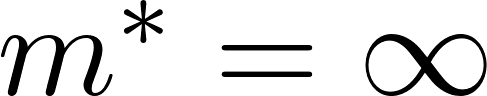 m* = ∞